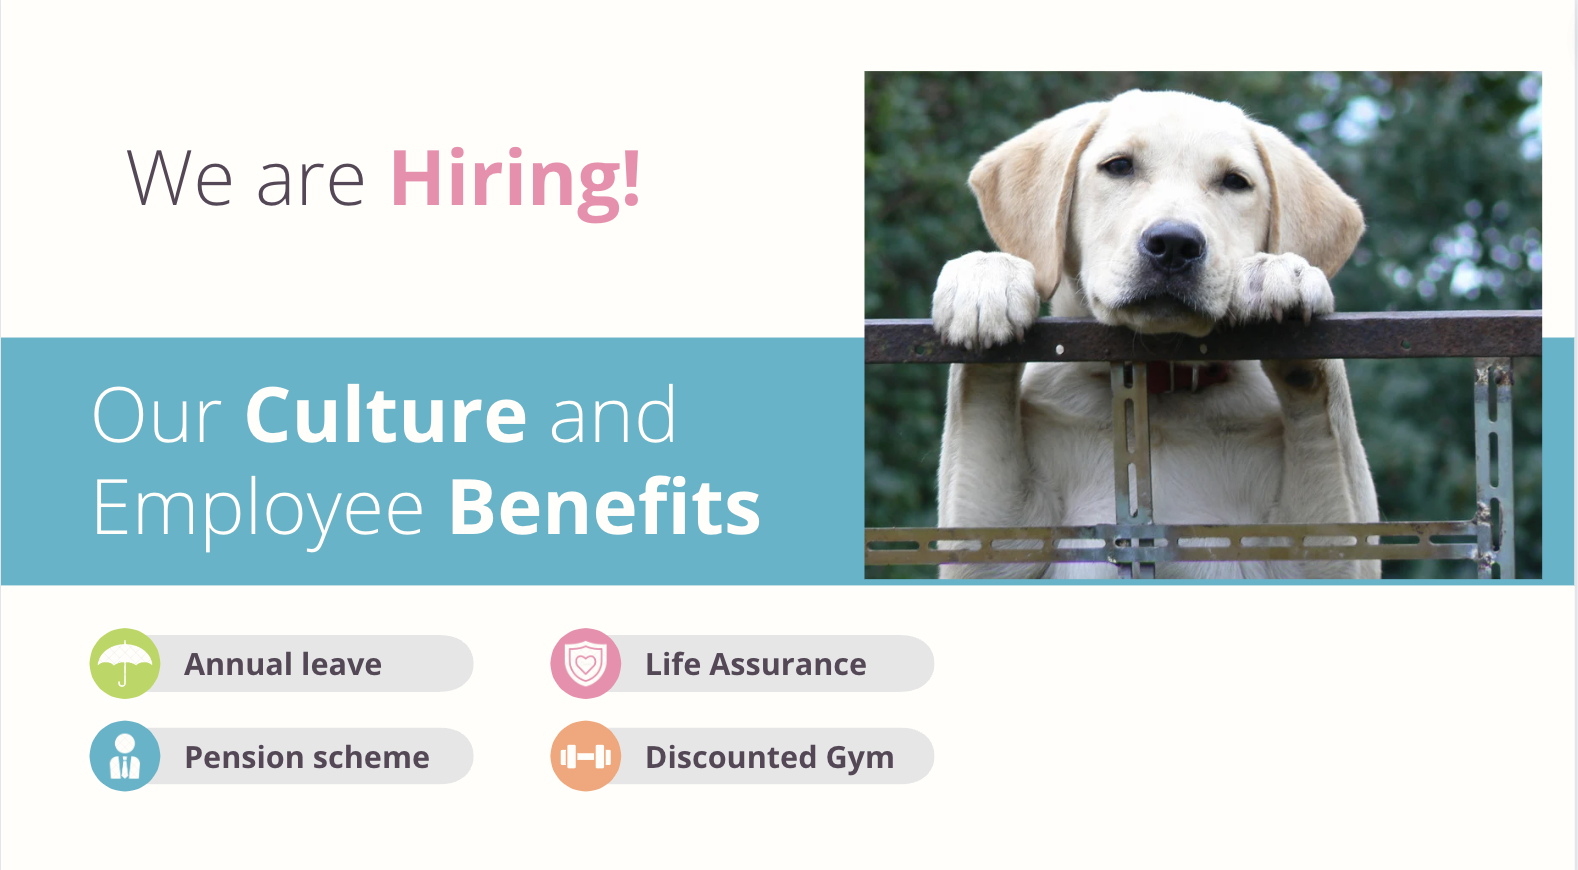 We are Hiring!
Our Culture and
Employee Benefits
Annual leave
Life Assurance
Pension scheme
Discounted Gym